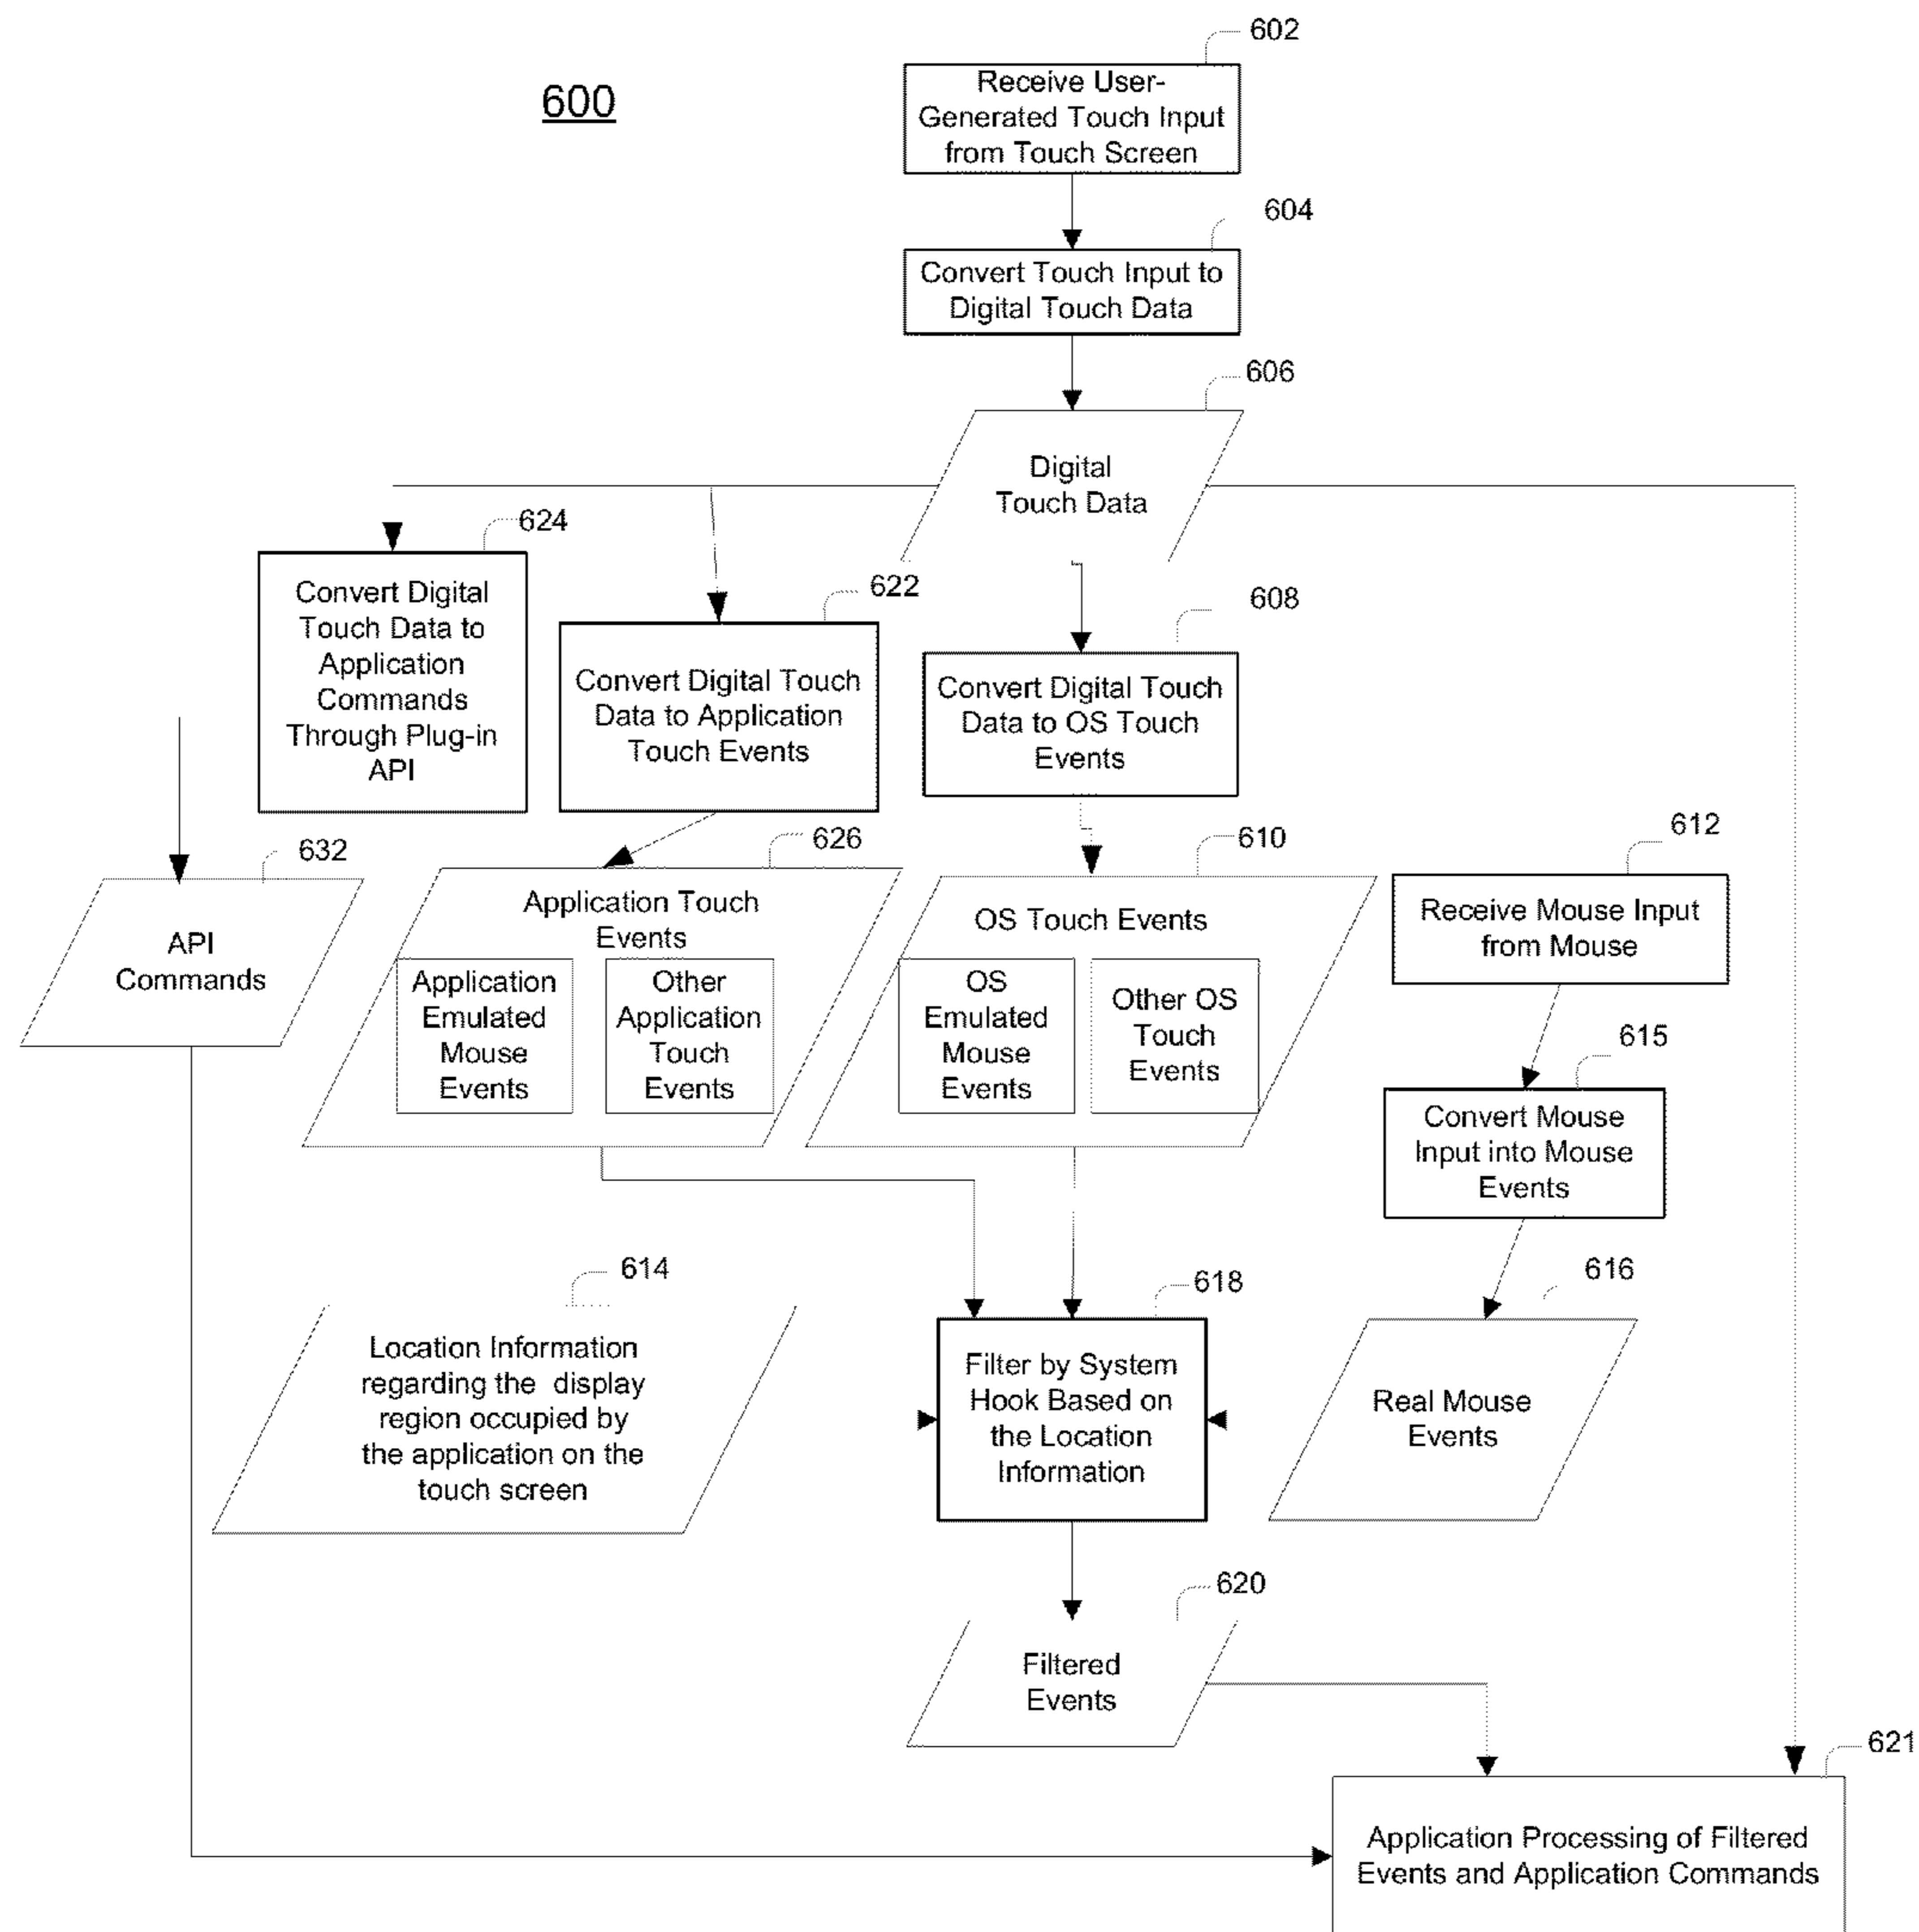 602
600
Receive User-
Generated Touch Input
from Touch Screen
604
Convert Touch Input to
Digital Touch Data
606
Digital
Touch Data
624
Convert Digital
Touch Data to
Application
Commands
Through Plug-in
API
622
Convert Digital Touch
Data to Application
Touch Events
608
Convert Digital Touch
Data to OS Touch
Events
632
API
Commands
626
Application Touch
Events
Application
Emulated
Mouse
Events
Other
Application
Touch
Events
610
OS Touch Events
OS
Emulated
Mouse
Events
Other OS
Touch
Events
612
Receive Mouse Input
from Mouse
615
Convert Mouse
Input into Mouse
Events
614
Location Information
regarding the display
region occupied by
the application on the
touch screen
618
Filter by System
Hook Based on
the Location
Information
616
Real Mouse
Events
620
Filtered
Events
621
Application Processing of Filtered
Events and Application Commands